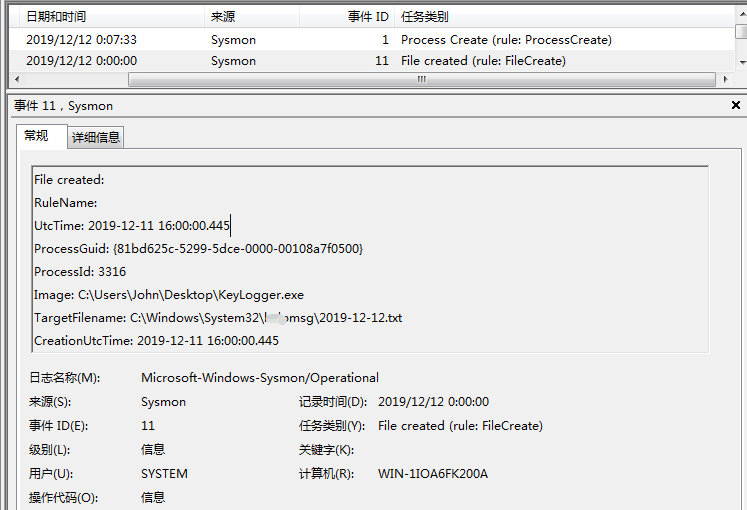 日期和时间 来源 事件 ID 任务类别
2019/12/12 0:07:33 Sysmon 1 Process Create (rule: ProcessCreate)
2019/12/12 0:00:00 Sysmon 11 File created (rule: FileCreate)
事件 11，Sysmon
常规 详细信息
File created:
RuleName:
UtcTime: 2019-12-11 16:00:00.445
ProcessGuid: {81bd625c-5299-5dce-0000-00108a7f0500}
ProcessId: 3316
Image: C:\Users\John\Desktop\KeyLogger.exe
TargetFilename: C:\Windows\System32\ omsg\2019-12-12.txt
CreationUtcTime: 2019-12-11 16:00:00.445
日志名称(M): Microsoft-Windows-Sysmon/Operational
来源(S): Sysmon 记录时间(D): 2019/12/12 0:00:00
事件 ID(E): 11 任务类别(Y): File created (rule: FileCreate)
级别(L): 信息 关键字(K):
用户(U): SYSTEM 计算机(R): WIN-1IOA6FK200A
操作代码(O): 信息